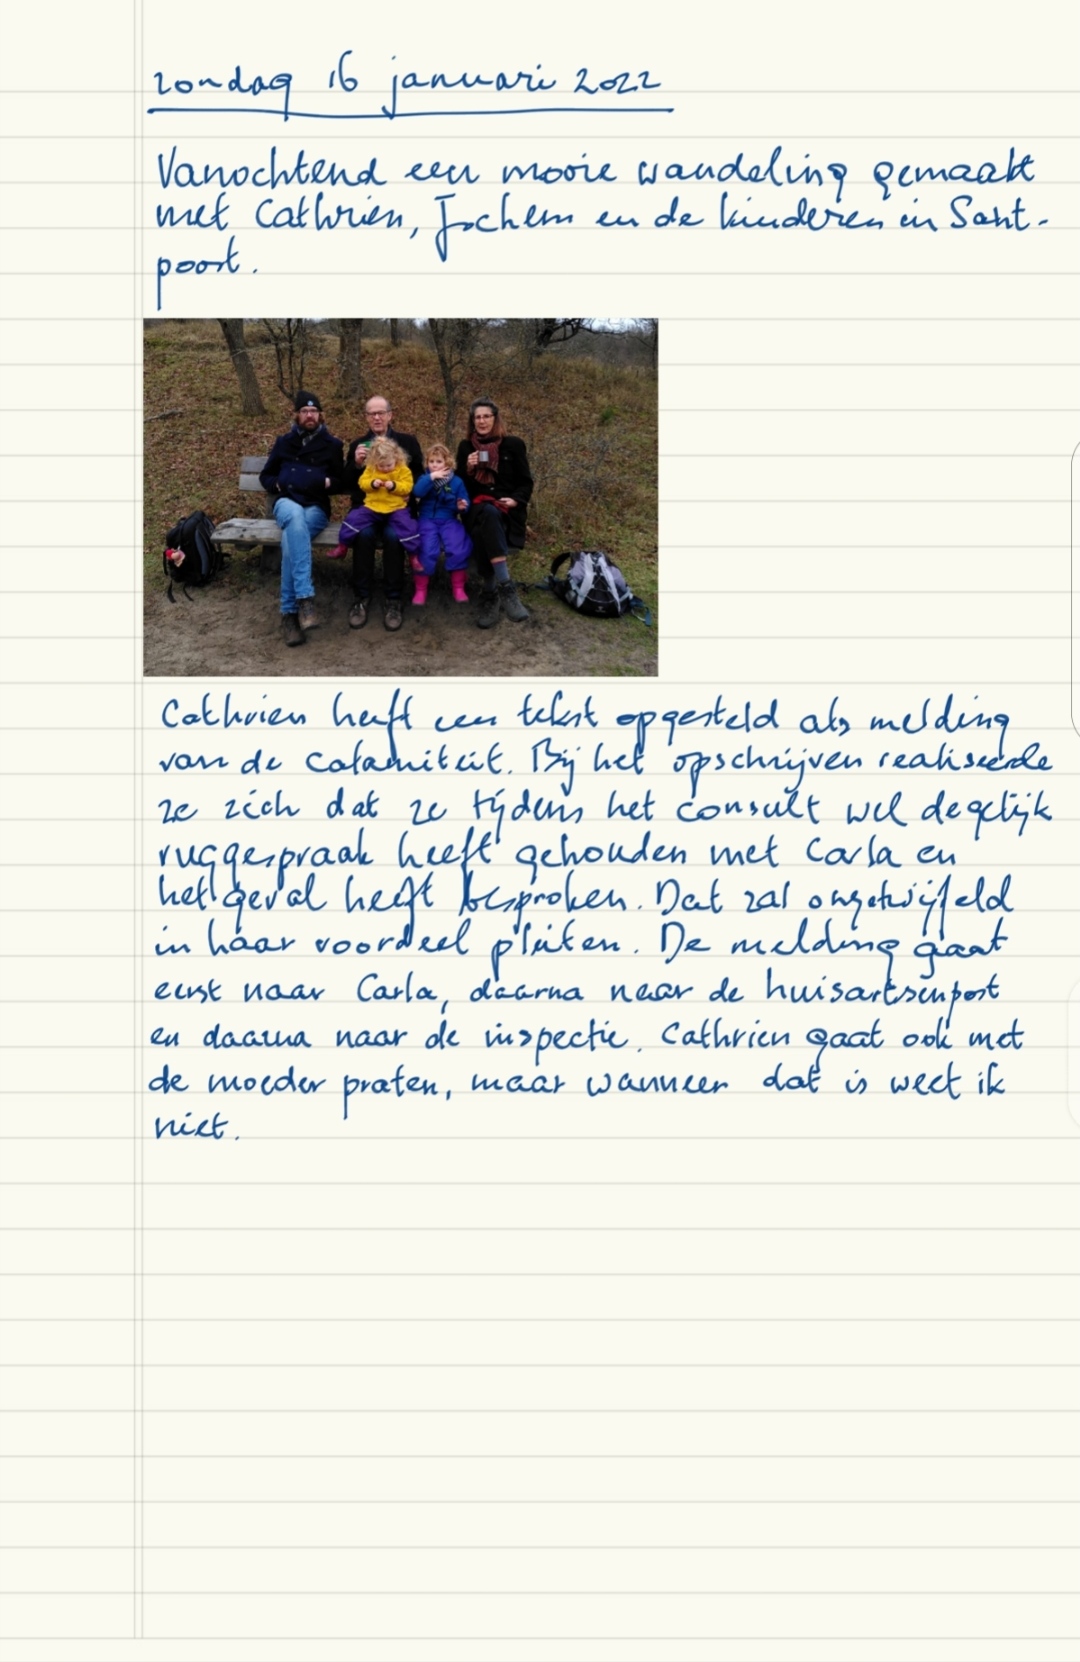 zondag 16 januari 2022
Vanochtend een mooie wandeling gemaakt
met Cathrien, Jochem en de kinderen in Sant-
poort.
Cathrien heeft een tekst opgesteld als melding
van de calamiteit. Bij het opschrijven realiseerde
ze zich dat ze tijdens het consult wel degelijk
ruggespraak heeft gehouden met Carla en
het geval heeft besproken. Dat zal ongetwijfeld
in haar voordeel pleiten. De melding gaat
eerst naar Carla, daarna naar de huisartsenpost
en daarna naar de inspectie. Cathrien gaat ook met
de moeder praten, maar wanneer dat is weet ik
niet.